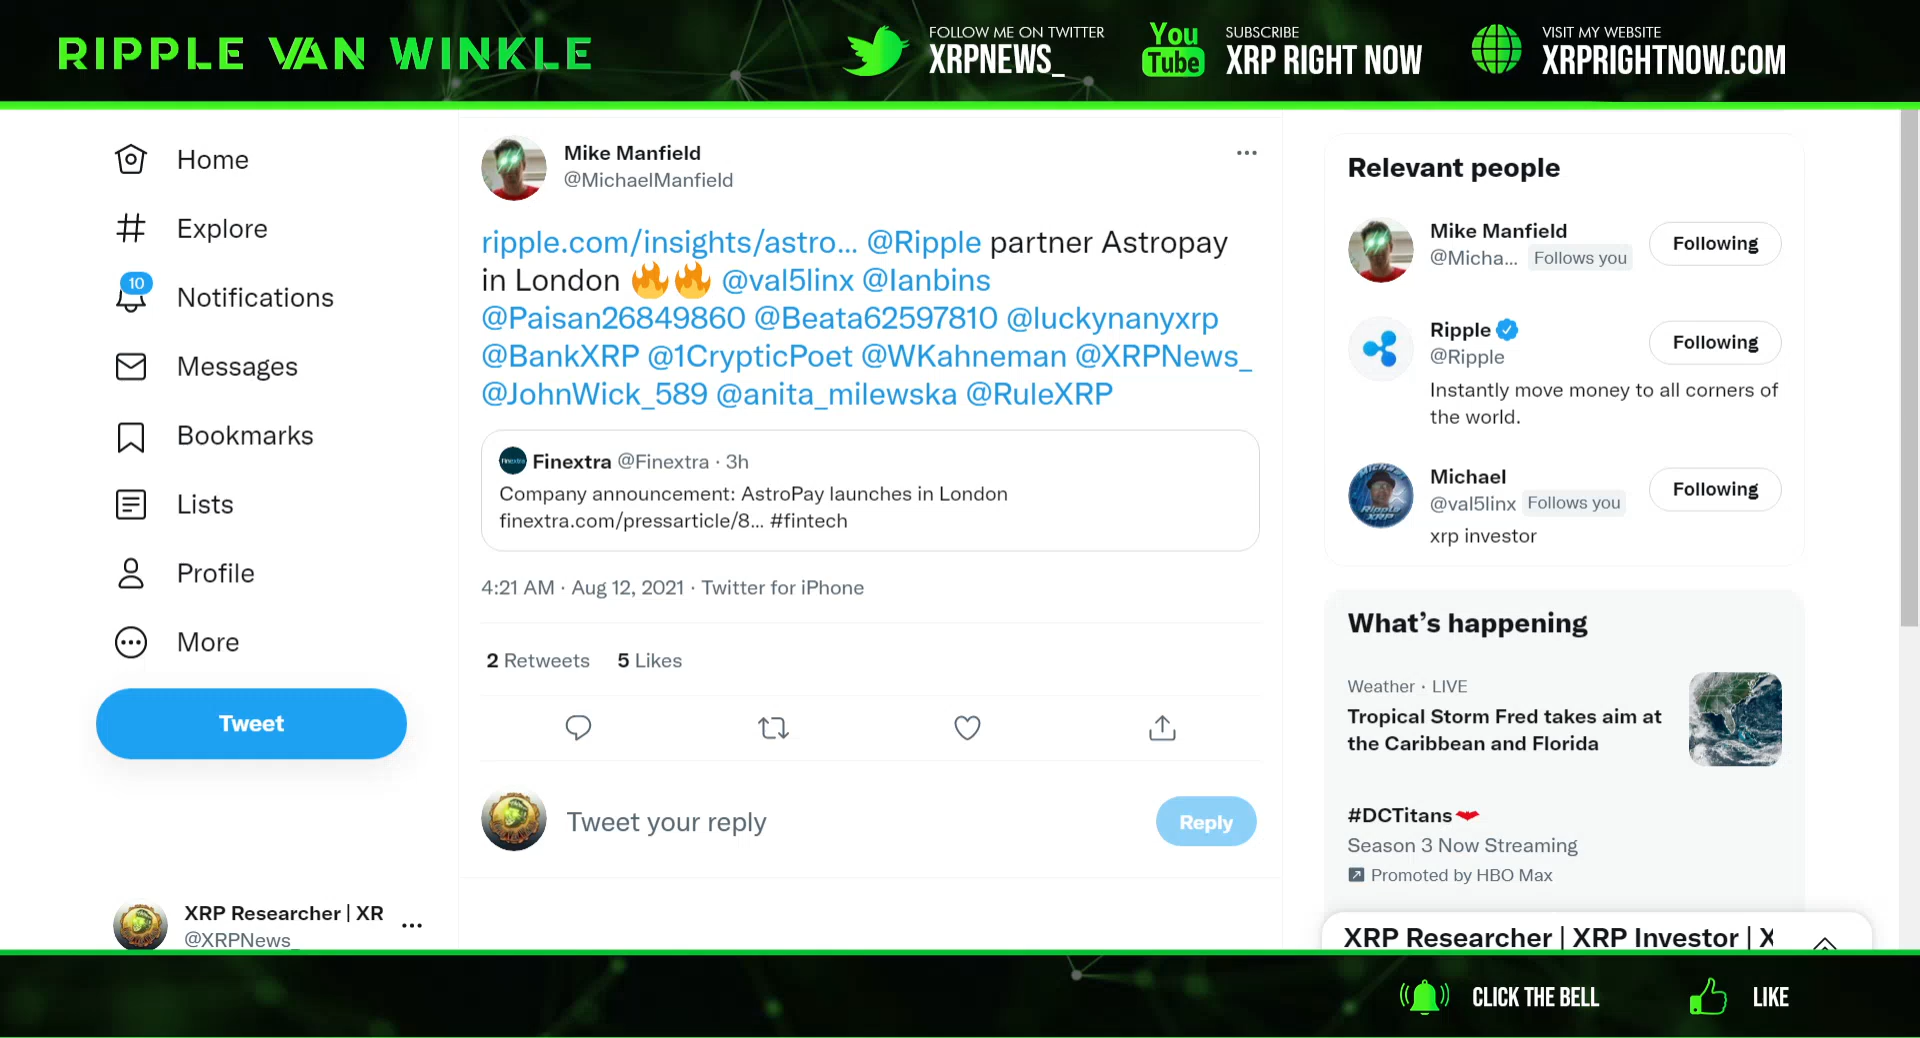 RIPPLE VAN WINKLE
FOLLOW ME ON TWITTER
XRPNEWS_
You
Tube
SUBSCRIBE
XRP RIGHT NOW
VISIT MY WEBSITE
XRPRIGHTNOW.COM
Home
Explore
10
Notifications
Messages
Bookmarks
Lists
Profile
More
Tweet
XRP Researcher | XR
@XRPNews_
Mike Manfield
@MichaelManfield
ripple.com/insights/astro... @Ripple partner Astropay
in London 🔥🔥 @val5linx @lanbins
@Paisan26849860 @Beata62597810 @luckynanyxrp
@BankXRP @1CrypticPoet @WKahneman @XRPNews_
@JohnWick_589 @anita_milewska @RuleXRP
Finextra @Finextra · 3h
Company announcement: AstroPay launches in London
finextra.com/pressarticle/8... #fintech
4:21 AM · Aug 12, 2021 · Twitter for iPhone
2 Retweets 5 Likes
Tweet your reply
Reply
Relevant people
Mike Manfield
@Micha... Follows you
Following
Ripple
@Ripple
Following
Instantly move money to all corners of
the world.
Michael
@val5linx Follows you
Following
xrp investor
What’s happening
Weather · LIVE
Tropical Storm Fred takes aim at
the Caribbean and Florida
#DCTitans
Season 3 Now Streaming
Promoted by HBO Max
XRP Researcher | XRP Investor | X
CLICK THE BELL
LIKE